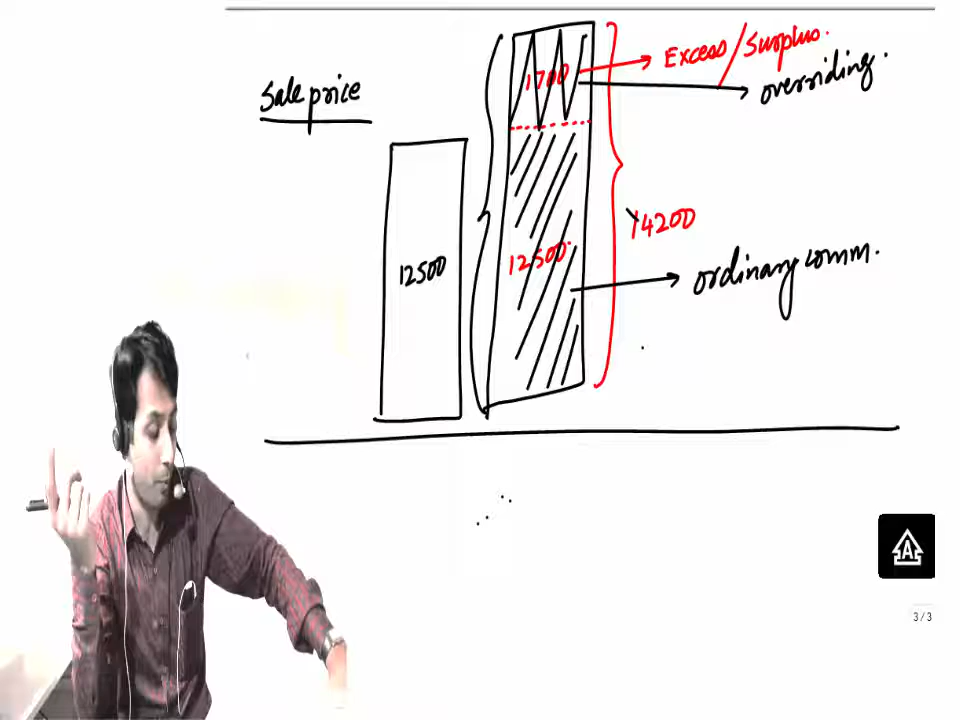 Sale price
1700
Excess/Surplus.
overriding.
12500
12500
14200
ordinary comm.
A
3/3